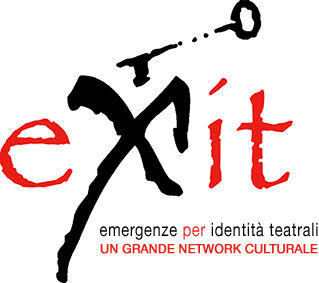 exit
emergenze per identità teatrali
UN GRANDE NETWORK CULTURALE